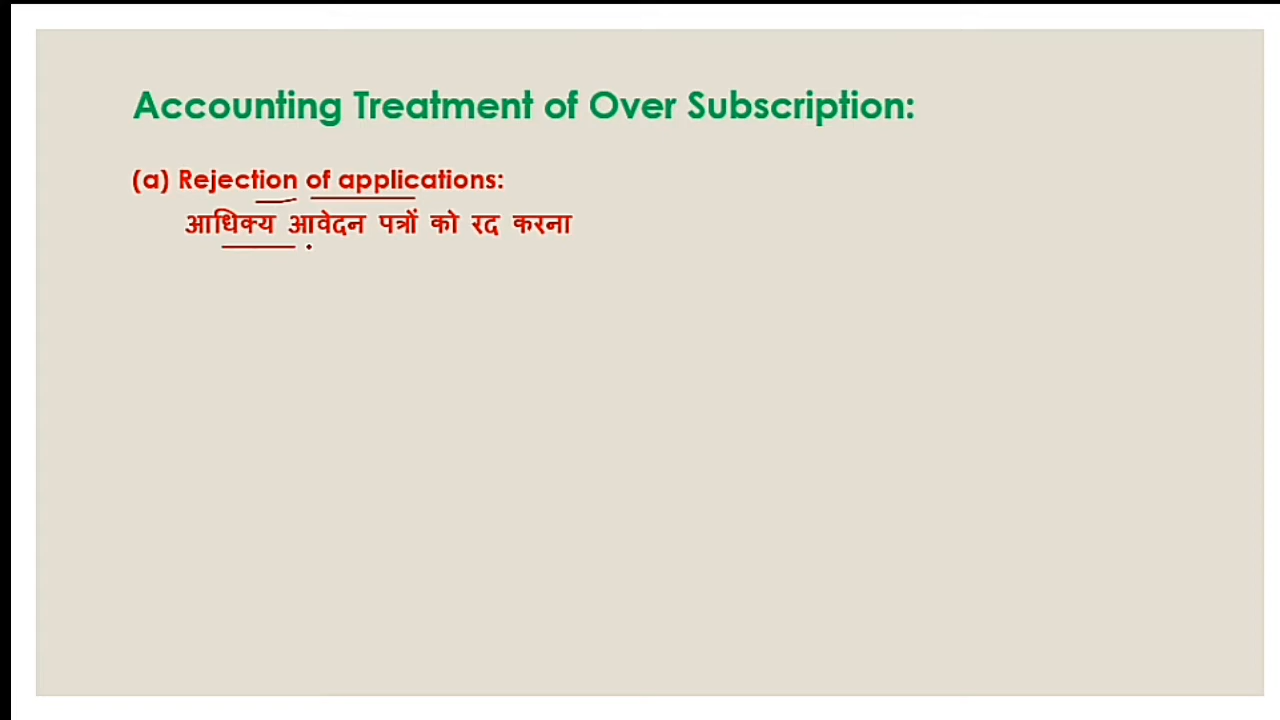 Accounting Treatment of Over Subscription:
(a) Rejection of applications:
आधिक्य आवेदन पत्रों को रद करना